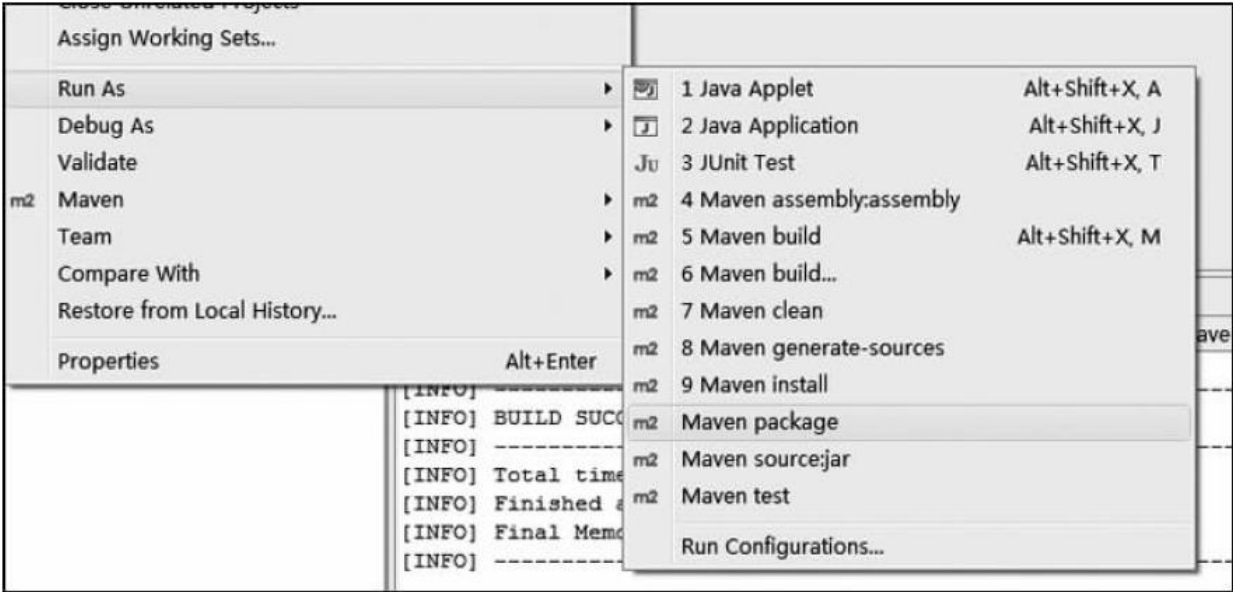 Close Unrelated Projects
Assign Working Sets...
Run As
Debug As
Validate
m2 Maven
Team
Compare With
Restore from Local History...
Properties Alt+Enter
1 Java Applet Alt+Shift+X, A
2 Java Application Alt+Shift+X, J
Ju 3 JUnit Test Alt+Shift+X, T
m2 4 Maven assembly:assembly
m2 5 Maven build Alt+Shift+X, M
m2 6 Maven build...
m2 7 Maven clean
m2 8 Maven generate-sources
m2 9 Maven install
m2 Maven package
m2 Maven source:jar
m2 Maven test
Run Configurations...
ave
[INFO] ------------
[INFO] BUILD SUCC
[INFO] ------------
[INFO] Total time
[INFO] Finished a
[INFO] Final Memo
[INFO] ------------